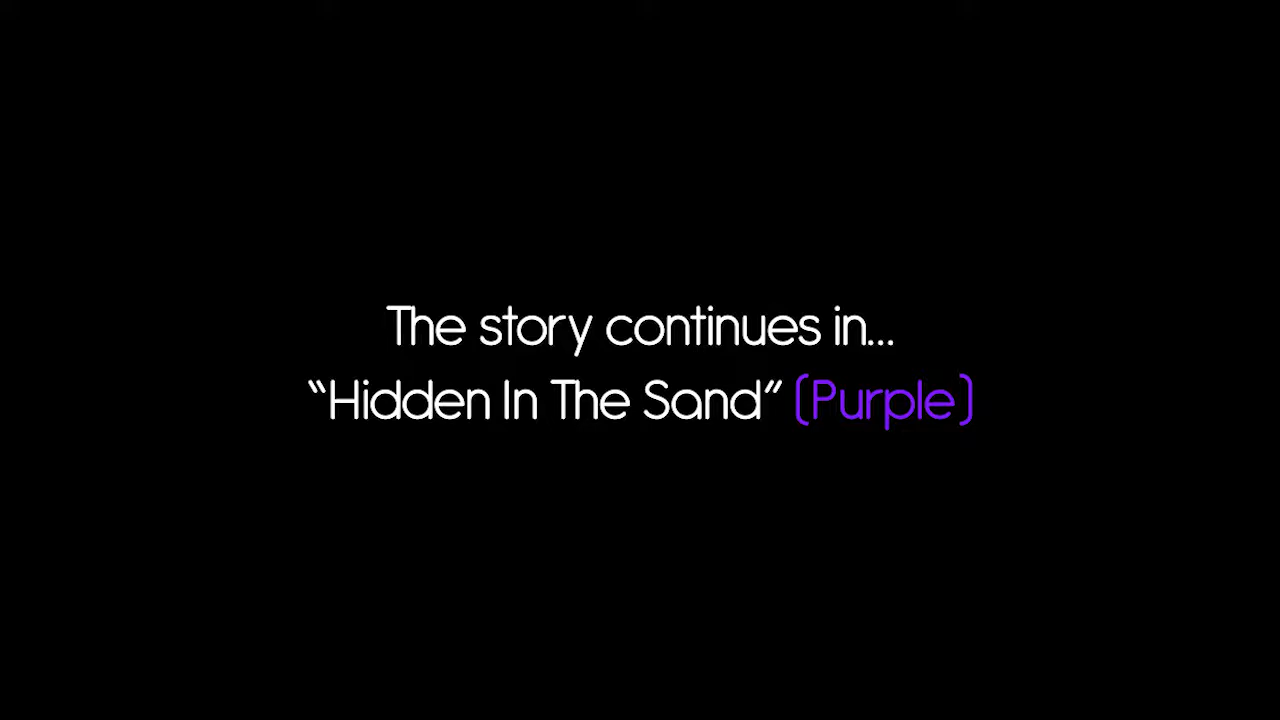 The story continues in...
“Hidden In The Sand” (Purple)